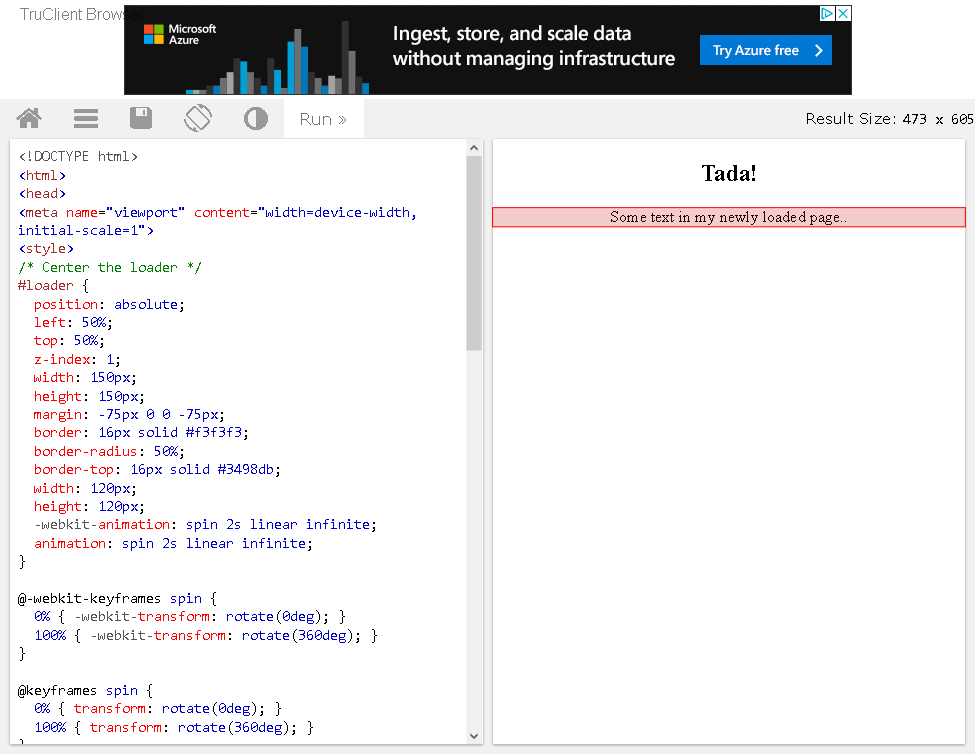 TruClient Browser
Microsoft
Azure
Ingest, store, and scale data
without managing infrastructure
Try Azure free
Run »
Result Size: 473 x 605
<!DOCTYPE html>
<html>
<head>
<meta name="viewport" content="width=device-width,
initial-scale=1">
<style>
/* Center the loader */
#loader {
  position: absolute;
  left: 50%;
  top: 50%;
  z-index: 1;
  width: 150px;
  height: 150px;
  margin: -75px 0 0 -75px;
  border: 16px solid #f3f3f3;
  border-radius: 50%;
  border-top: 16px solid #3498db;
  width: 120px;
  height: 120px;
  -webkit-animation: spin 2s linear infinite;
  animation: spin 2s linear infinite;
}

@-webkit-keyframes spin {
  0% { -webkit-transform: rotate(0deg); }
  100% { -webkit-transform: rotate(360deg); }
}

@keyframes spin {
  0% { transform: rotate(0deg); }
  100% { transform: rotate(360deg); }
Tada!
Some text in my newly loaded page..